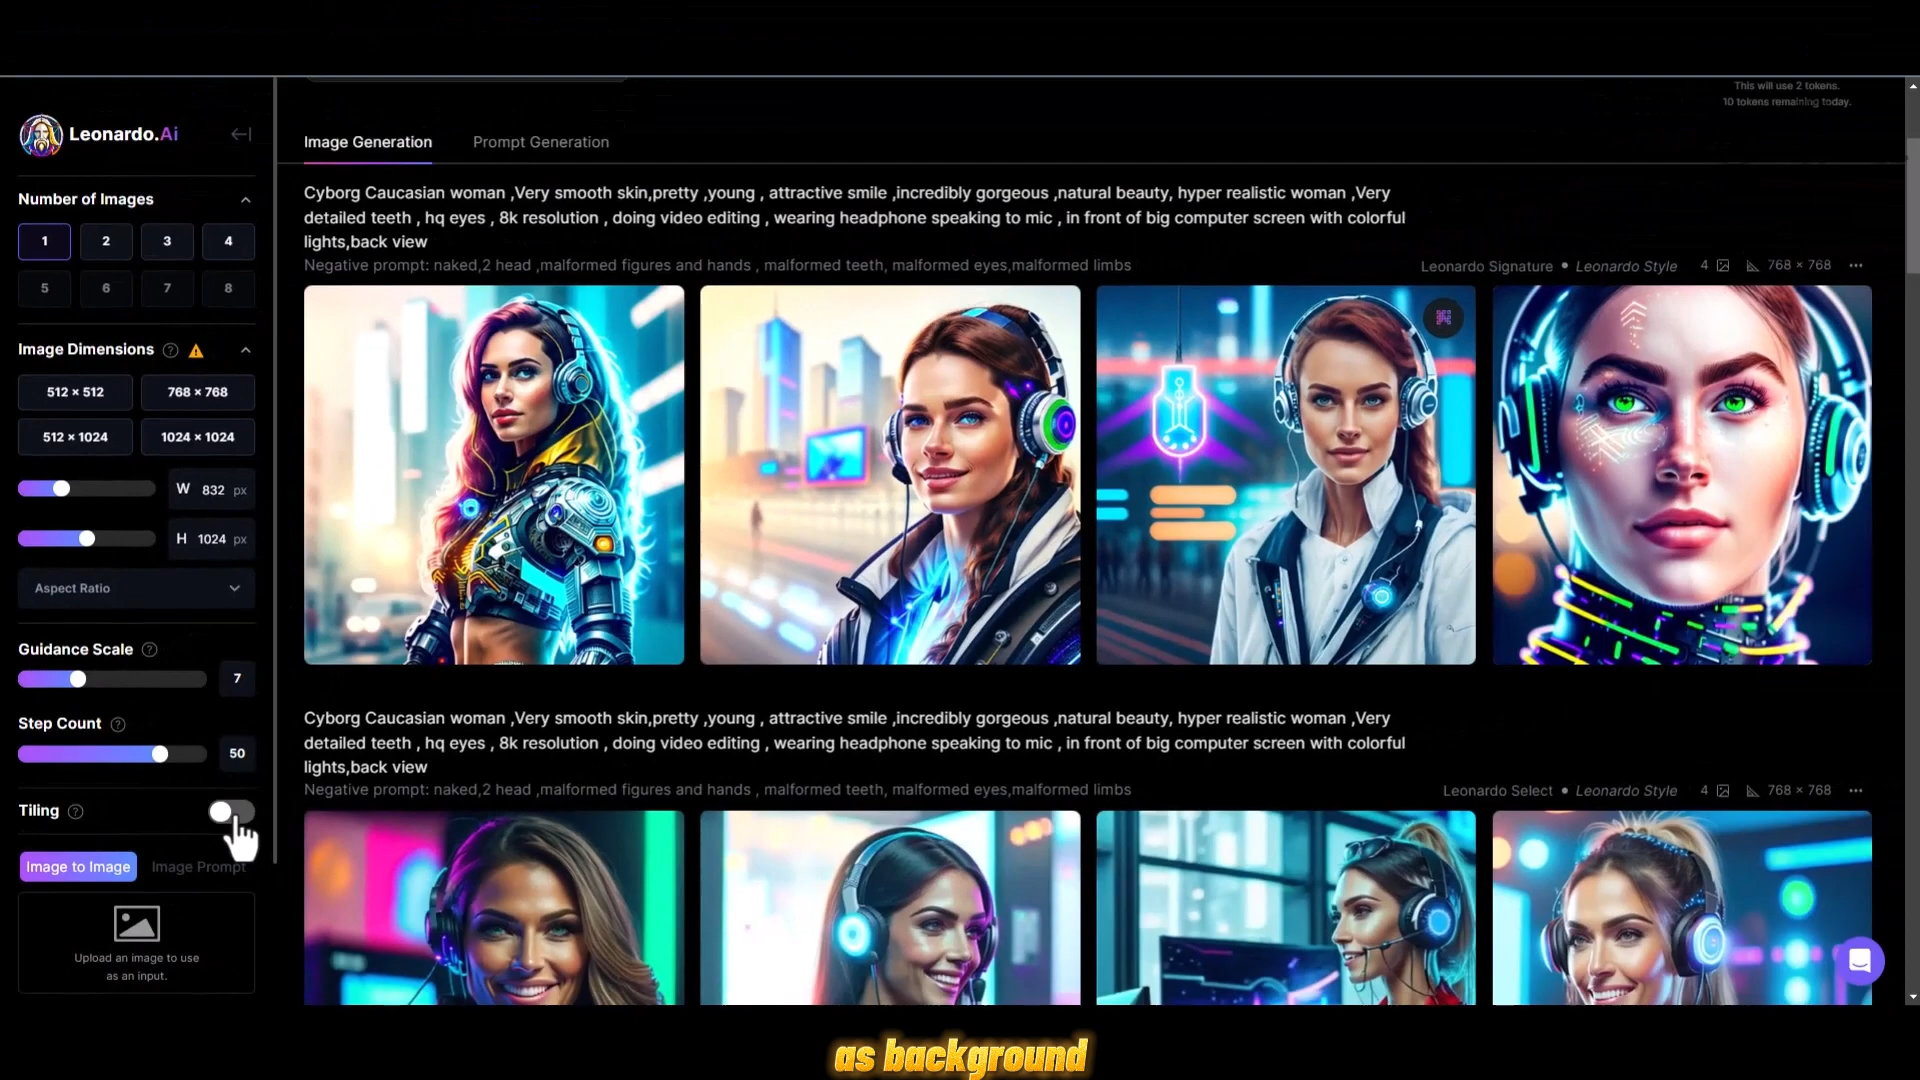 This will use 2 tokens.
10 tokens remaining today.
Leonardo.Ai
Image Generation
Prompt Generation
Number of Images
1 2 3 4
5 6 7 8
Image Dimensions
512 × 512 768 × 768
512 × 1024 1024 × 1024
W 832 px
H 1024 px
Aspect Ratio
Guidance Scale
7
Step Count
50
Tiling
Image to Image Image Prompt
Upload an image to use
as an input.
Cyborg Caucasian woman ,Very smooth skin,pretty ,young , attractive smile ,incredibly gorgeous ,natural beauty, hyper realistic woman ,Very
detailed teeth , hq eyes , 8k resolution , doing video editing , wearing headphone speaking to mic , in front of big computer screen with colorful
lights,back view
Negative prompt: naked,2 head ,malformed figures and hands , malformed teeth, malformed eyes,malformed limbs
Leonardo Signature • Leonardo Style 4 768 × 768 •••
Cyborg Caucasian woman ,Very smooth skin,pretty ,young , attractive smile ,incredibly gorgeous ,natural beauty, hyper realistic woman ,Very
detailed teeth , hq eyes , 8k resolution , doing video editing , wearing headphone speaking to mic , in front of big computer screen with colorful
lights,back view
Negative prompt: naked,2 head ,malformed figures and hands , malformed teeth, malformed eyes,malformed limbs
Leonardo Select • Leonardo Style 4 768 × 768 •••
as background